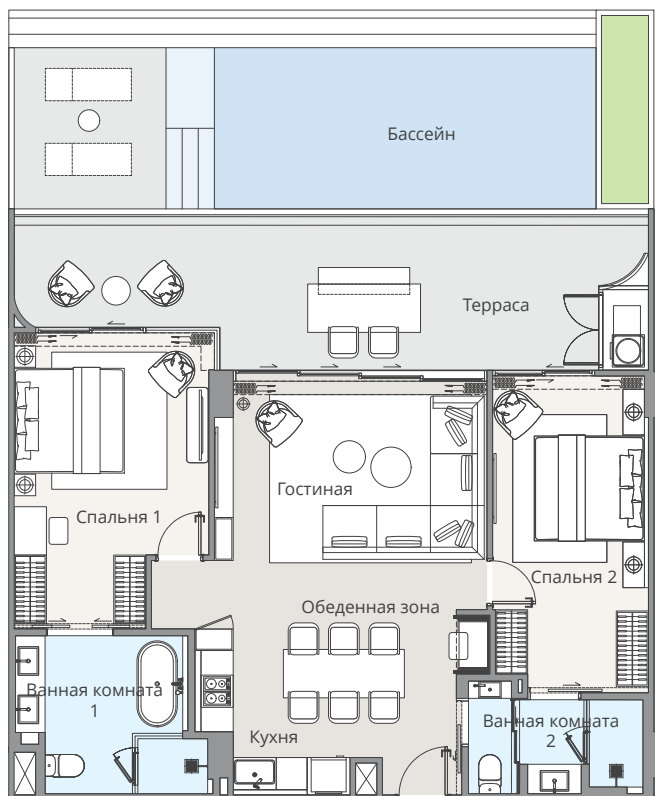 Бассейн
Терраса
Гостиная
Спальня 1
Спальня 2
Обеденная зона
Ванная комната
1
Ванная комната
2
Кухня